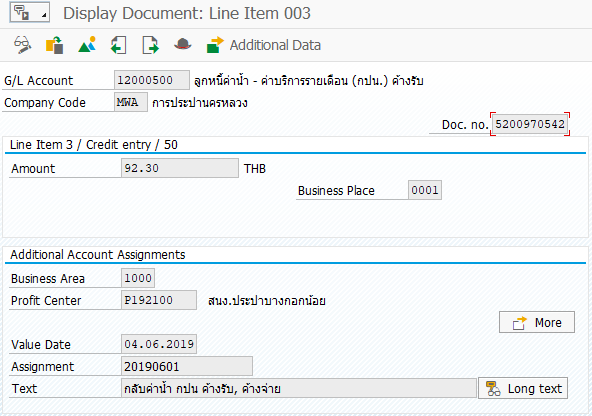 Display Document: Line Item 003
Additional Data
G/L Account 12000500 ลูกหนี้ค่าน้ำ - ค่าบริการรายเดือน (กปน.) ค้างรับ
Company Code MWA การประปานครหลวง
Doc. no. 5200970542
Line Item 3 / Credit entry / 50
Amount 92.30 THB
Business Place 0001
Additional Account Assignments
Business Area 1000
Profit Center P192100 สนง.ประปาบางกอกน้อย
More
Value Date 04.06.2019
Assignment 20190601
Text กลับค่าน้ำ กปน ค้างรับ, ค้างจ่าย Long text